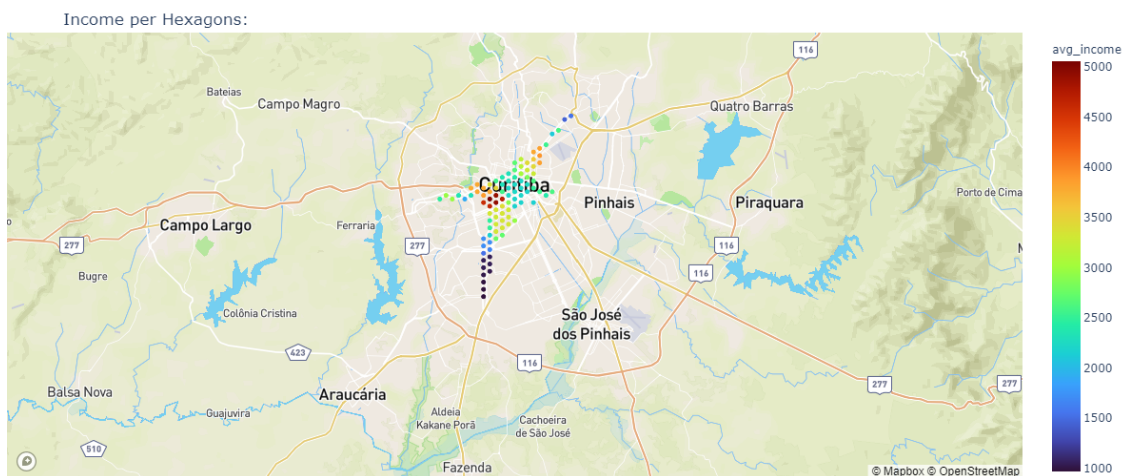 Income per Hexagons:
116
Bateias
Campo Magro
Quatro Barras
Curitiba
Pinhais
Piraquara
Porto de Cima
Campo Largo
Ferraria
277
277
116
116
Bugre
Colônia Cristina
São José
dos Pinhais
423
116
277
277
Balsa Nova
Araucária
Guajuvira
Aldeia
Kakane Porã
Cachoeira
de São José
510
Fazenda
© Mapbox © OpenStreetMap
avg_income
5000
4500
4000
3500
3000
2500
2000
1500
1000